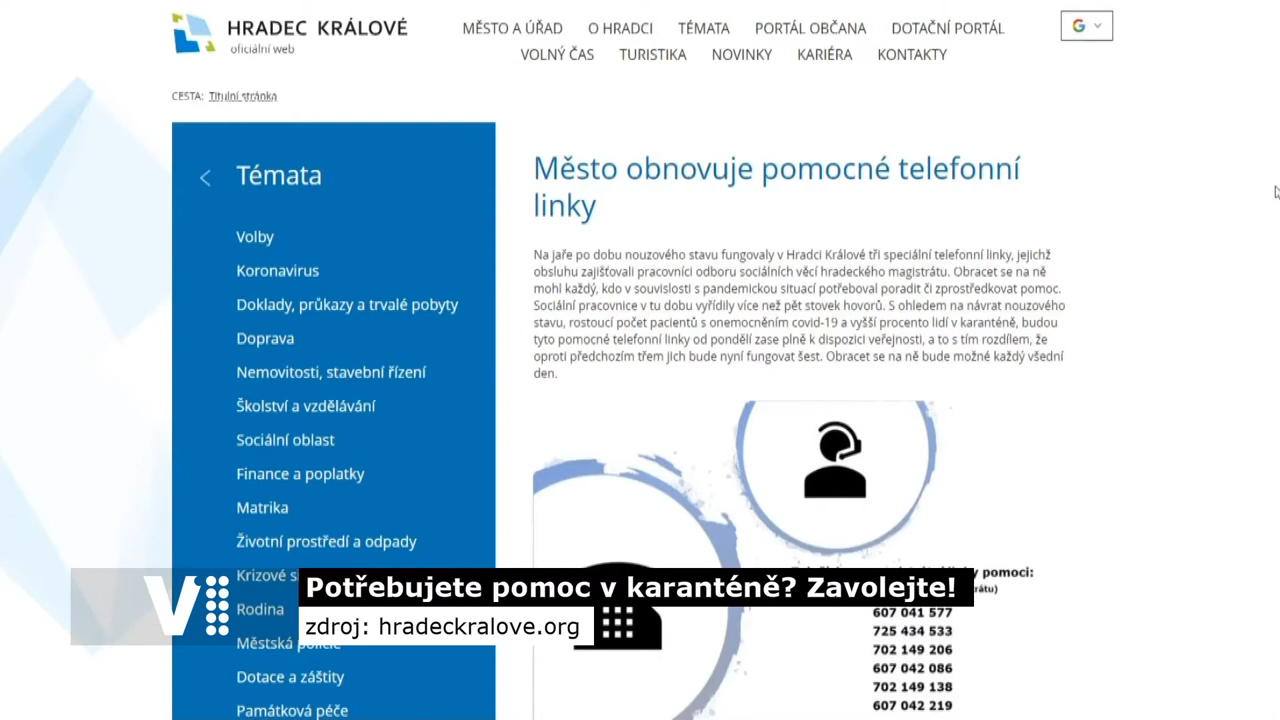 HRADEC KRÁLOVÉ
oficiální web
MĚSTO A ÚŘAD O HRADCI TÉMATA PORTÁL OBČANA DOTAČNÍ PORTÁL
VOLNÝ ČAS TURISTIKA NOVINKY KARIÉRA KONTAKTY
G
CESTA: Titulní stránka
Témata
Volby
Koronavirus
Doklady, průkazy a trvalé pobyty
Doprava
Nemovitosti, stavební řízení
Školství a vzdělávání
Sociální oblast
Finance a poplatky
Matrika
Životní prostředí a odpady
Krizové
Rodina
Městská policie
Dotace a záštity
Památková péče
Město obnovuje pomocné telefonní
linky
Na jaře po dobu nouzového stavu fungovaly v Hradci Králové tři speciální telefonní linky, jejichž
obsluhu zajišťovali pracovníci odboru sociálních věcí hradeckého magistrátu. Obracet se na ně
mohl každý, kdo v souvislosti s pandemickou situací potřeboval poradit či zprostředkovat pomoc.
Sociální pracovnice v tu dobu vyřídily více než pět stovek hovorů. S ohledem na návrat nouzového
stavu, rostoucí počet pacientů s onemocněním covid-19 a vyšší procento lidí v karanténě, budou
tyto pomocné telefonní linky od pondělí zase plně k dispozici veřejnosti, a to s tím rozdílem, že
oproti předchozím třem jich bude nyní fungovat šest. Obracet se na ně bude možné každý všední
den.
pomoci:
607 041 577
725 434 533
702 149 206
607 042 086
702 149 138
607 042 219
V
Potřebujete pomoc v karanténě? Zavolejte!
zdroj: hradeckralove.org